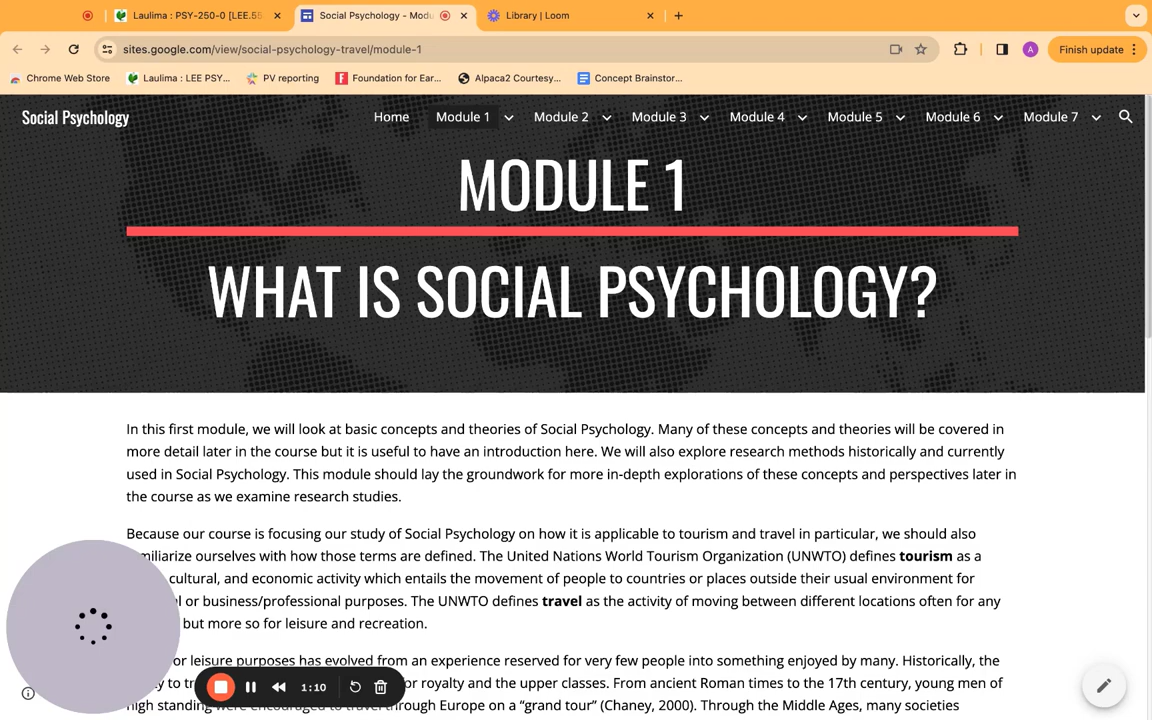 Laulima : PSY-250-0 [LEE.55
Social Psychology - Modu
Library | Loom
sites.google.com/view/social-psychology-travel/module-1
A
Finish update
Chrome Web Store
Laulima : LEE PSY...
PV reporting
Foundation for Ear...
Alpaca2 Courtesy...
Concept Brainstor...
Social Psychology
Home
Module 1
Module 2
Module 3
Module 4
Module 5
Module 6
Module 7
MODULE 1
WHAT IS SOCIAL PSYCHOLOGY?
In this first module, we will look at basic concepts and theories of Social Psychology. Many of these concepts and theories will be covered in
more detail later in the course but it is useful to have an introduction here. We will also explore research methods historically and currently
used in Social Psychology. This module should lay the groundwork for more in-depth explorations of these concepts and perspectives later in
the course as we examine research studies.
Because our course is focusing our study of Social Psychology on how it is applicable to tourism and travel in particular, we should also
miliarize ourselves with how those terms are defined. The United Nations World Tourism Organization (UNWTO) defines tourism as a
cultural, and economic activity which entails the movement of people to countries or places outside their usual environment for
or business/professional purposes. The UNWTO defines travel as the activity of moving between different locations often for any
but more so for leisure and recreation.
or leisure purposes has evolved from an experience reserved for very few people into something enjoyed by many. Historically, the
to or royalty and the upper classes. From ancient Roman times to the 17th century, young men of
high standing were encouraged to travel through Europe on a “grand tour” (Chaney, 2000). Through the Middle Ages, many societies
1:10